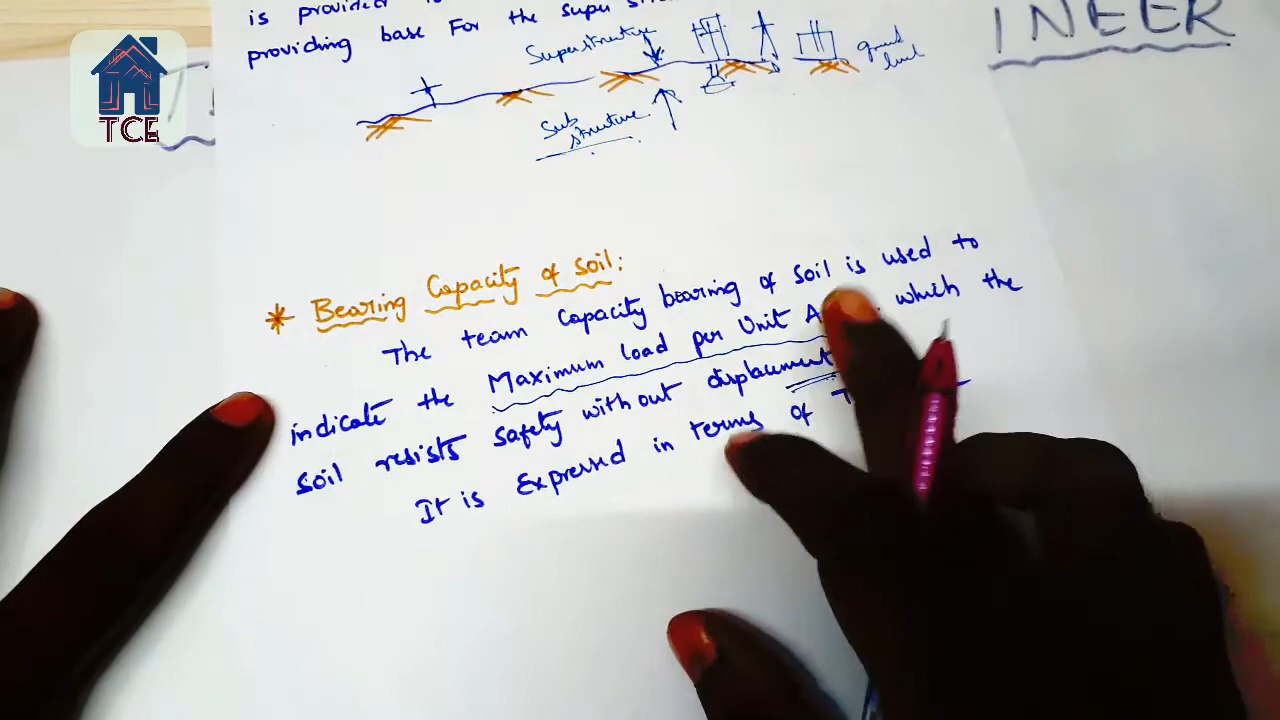 is provided
providing base For the super
INEER
Superstructure
ground level
Sub structure
* Bearing Capacity of soil:
The team capacity bearing of soil is used to
indicate the Maximum load per Unit A which the
soil resists safety without displacement
It is Expressed in terms of T
TCE